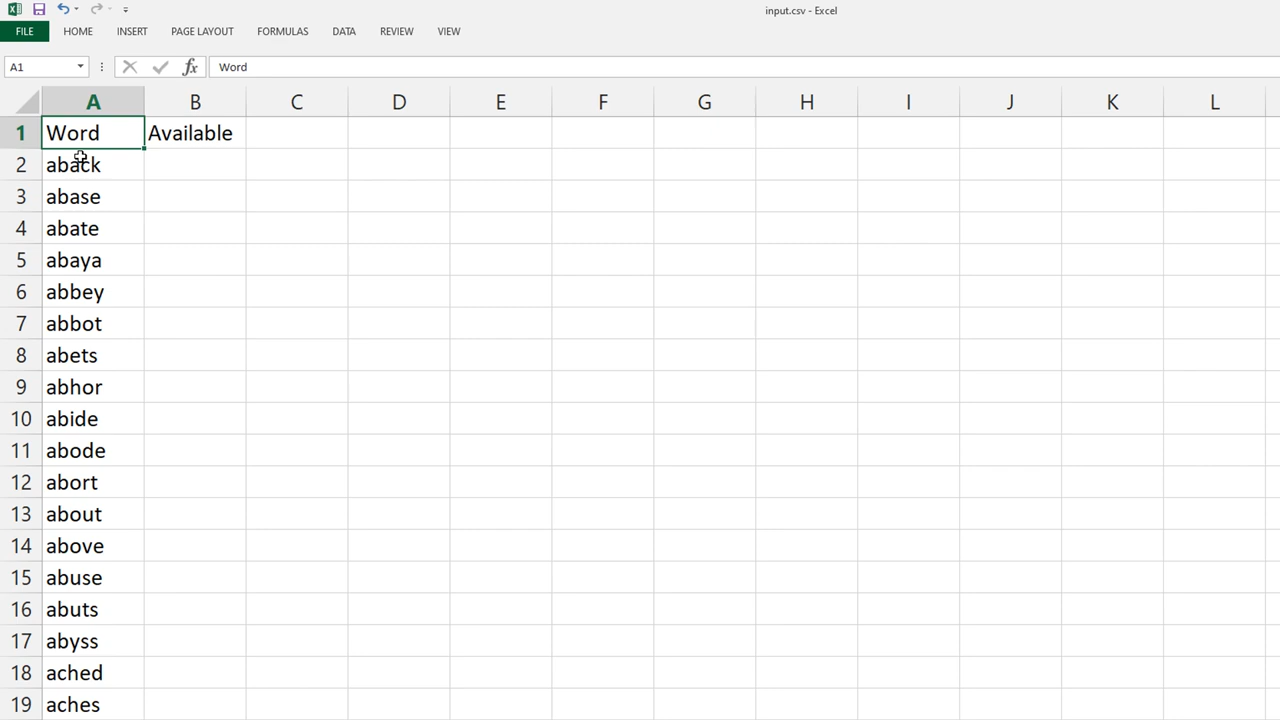 input.csv - Excel
FILE HOME INSERT PAGE LAYOUT FORMULAS DATA REVIEW VIEW
A1 fx Word
A B C D E F G H I J K L
1 Word Available
2 aback
3 abase
4 abate
5 abaya
6 abbey
7 abbot
8 abets
9 abhor
10 abide
11 abode
12 abort
13 about
14 above
15 abuse
16 abuts
17 abyss
18 ached
19 aches